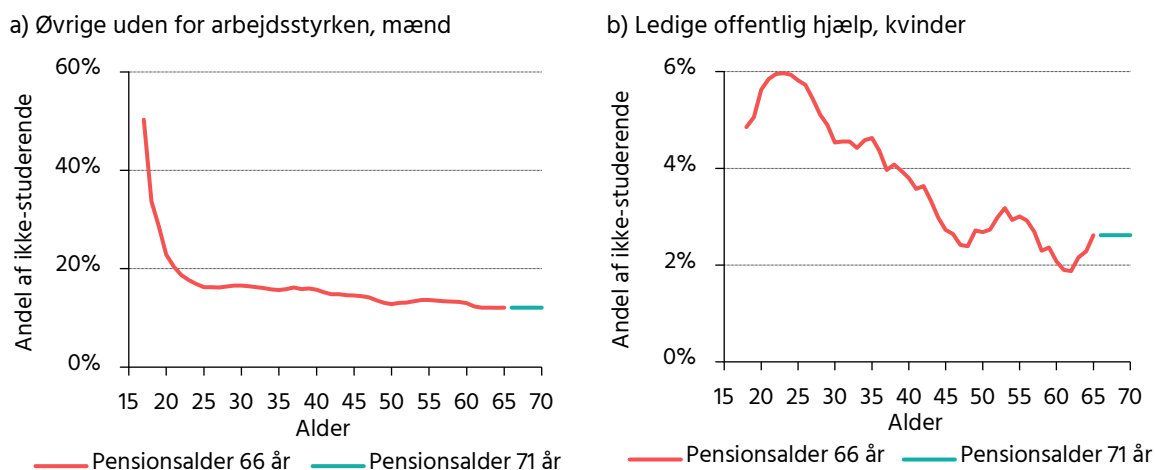 a) Øvrige uden for arbejdsstyrken, mænd
Andel af ikke-studerende
60%
40%
20%
0%
15 20 25 30 35 40 45 50 55 60 65 70
Alder
Pensionsalder 66 år Pensionsalder 71 år
b) Ledige offentlig hjælp, kvinder
Andel af ikke-studerende
6%
4%
2%
0%
15 20 25 30 35 40 45 50 55 60 65 70
Alder
Pensionsalder 66 år Pensionsalder 71 år